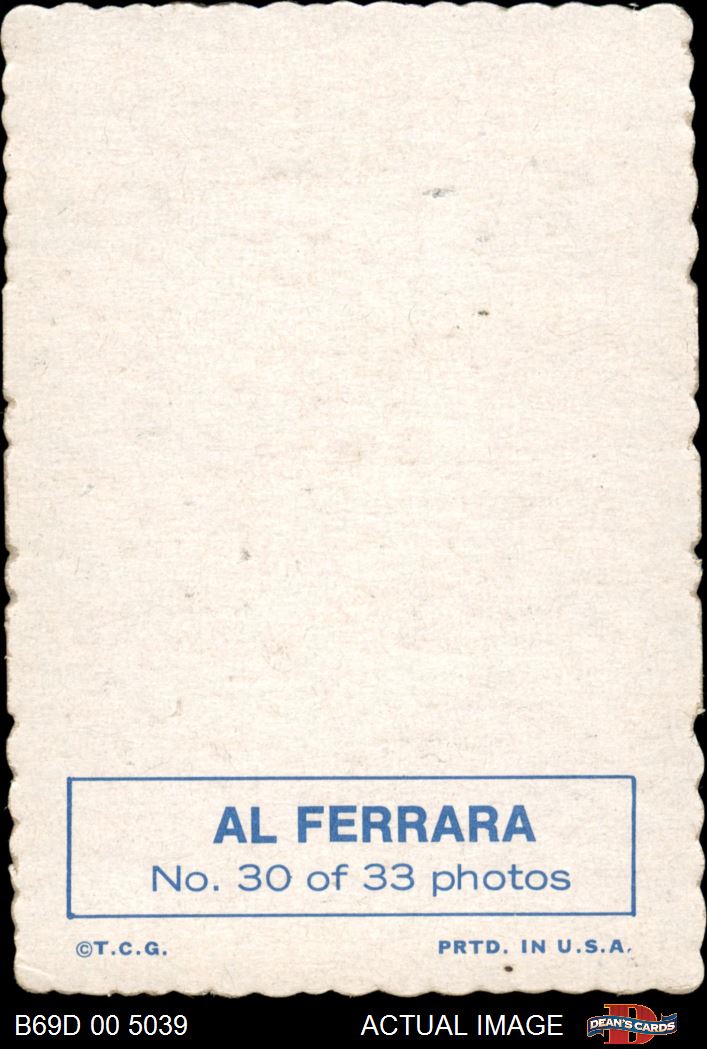 AL FERRARA
No. 30 of 33 photos
©T.C.G. PRTD. IN U.S.A.
B69D 00 5039 ACTUAL IMAGE DEAN'S CARDS